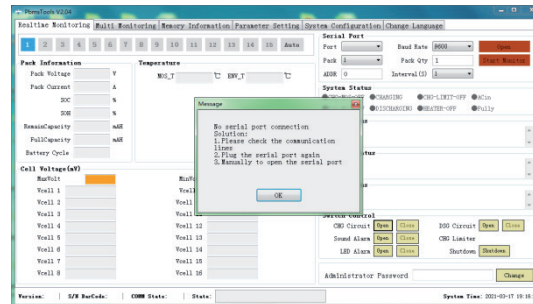 PbmsTools V2.04
Realtime Monitoring Multi Monitoring Memory Information Parameter Setting System Configuration Change Language
1 2 3 4 5 6 7 8 9 10 11 12 13 14 15 Auto
Serial Port
Port Baud Rate 9600 Open
Pack 1 Pack Qty 1 Start Monitor
ADDR 0 Interval(S) 1
Pack Information
Temperature
Pack Voltage V
MOS_T ℃ ENV_T ℃
Pack Current A
SOC %
SOH %
RemainCapacity mAH
FullCapacity mAH
Battery Cycle
System Status
CHG-LIMIT-OFF ACin
DISCHARGING HEATER-OFF Fully
Message
No serial port connection
Solution:
1.Please check the communication
lines
2.Plug the serial port again
3.Manually to open the serial port
OK
Cell Voltage(mV)
MaxVolt
Vcell 1
Vcell 2
Vcell 3
Vcell 4 Vcell 12
Vcell 5 Vcell 13
Vcell 6 Vcell 14
Vcell 7 Vcell 15
Vcell 8 Vcell 16
Switch Control
CHG Circuit Open Close DSG Circuit Open Close
Sound Alarm Open Close CHG Limiter
LED Alarm Open Close Shutdown Shutdown
Administrator Password Change
Version: S/N BarCode: COMM State: State: System Time: 2021-03-17 19:18: